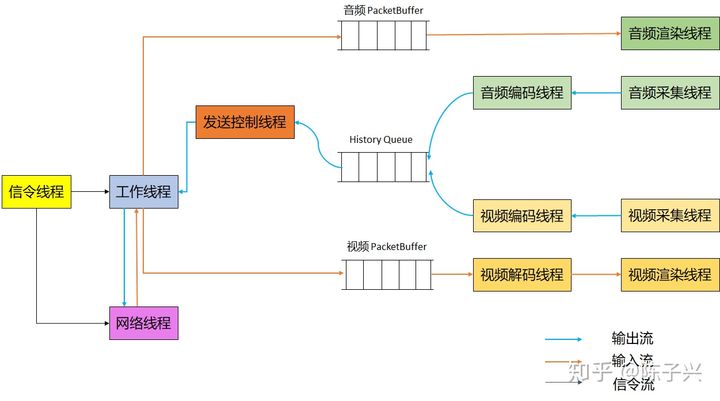 音频 PacketBuffer
音频渲染线程
音频编码线程
音频采集线程
发送控制线程
History Queue
信令线程
工作线程
视频编码线程
视频采集线程
视频 PacketBuffer
视频解码线程
视频渲染线程
网络线程
输出流
输入流
信令流
知乎 @陈子兴